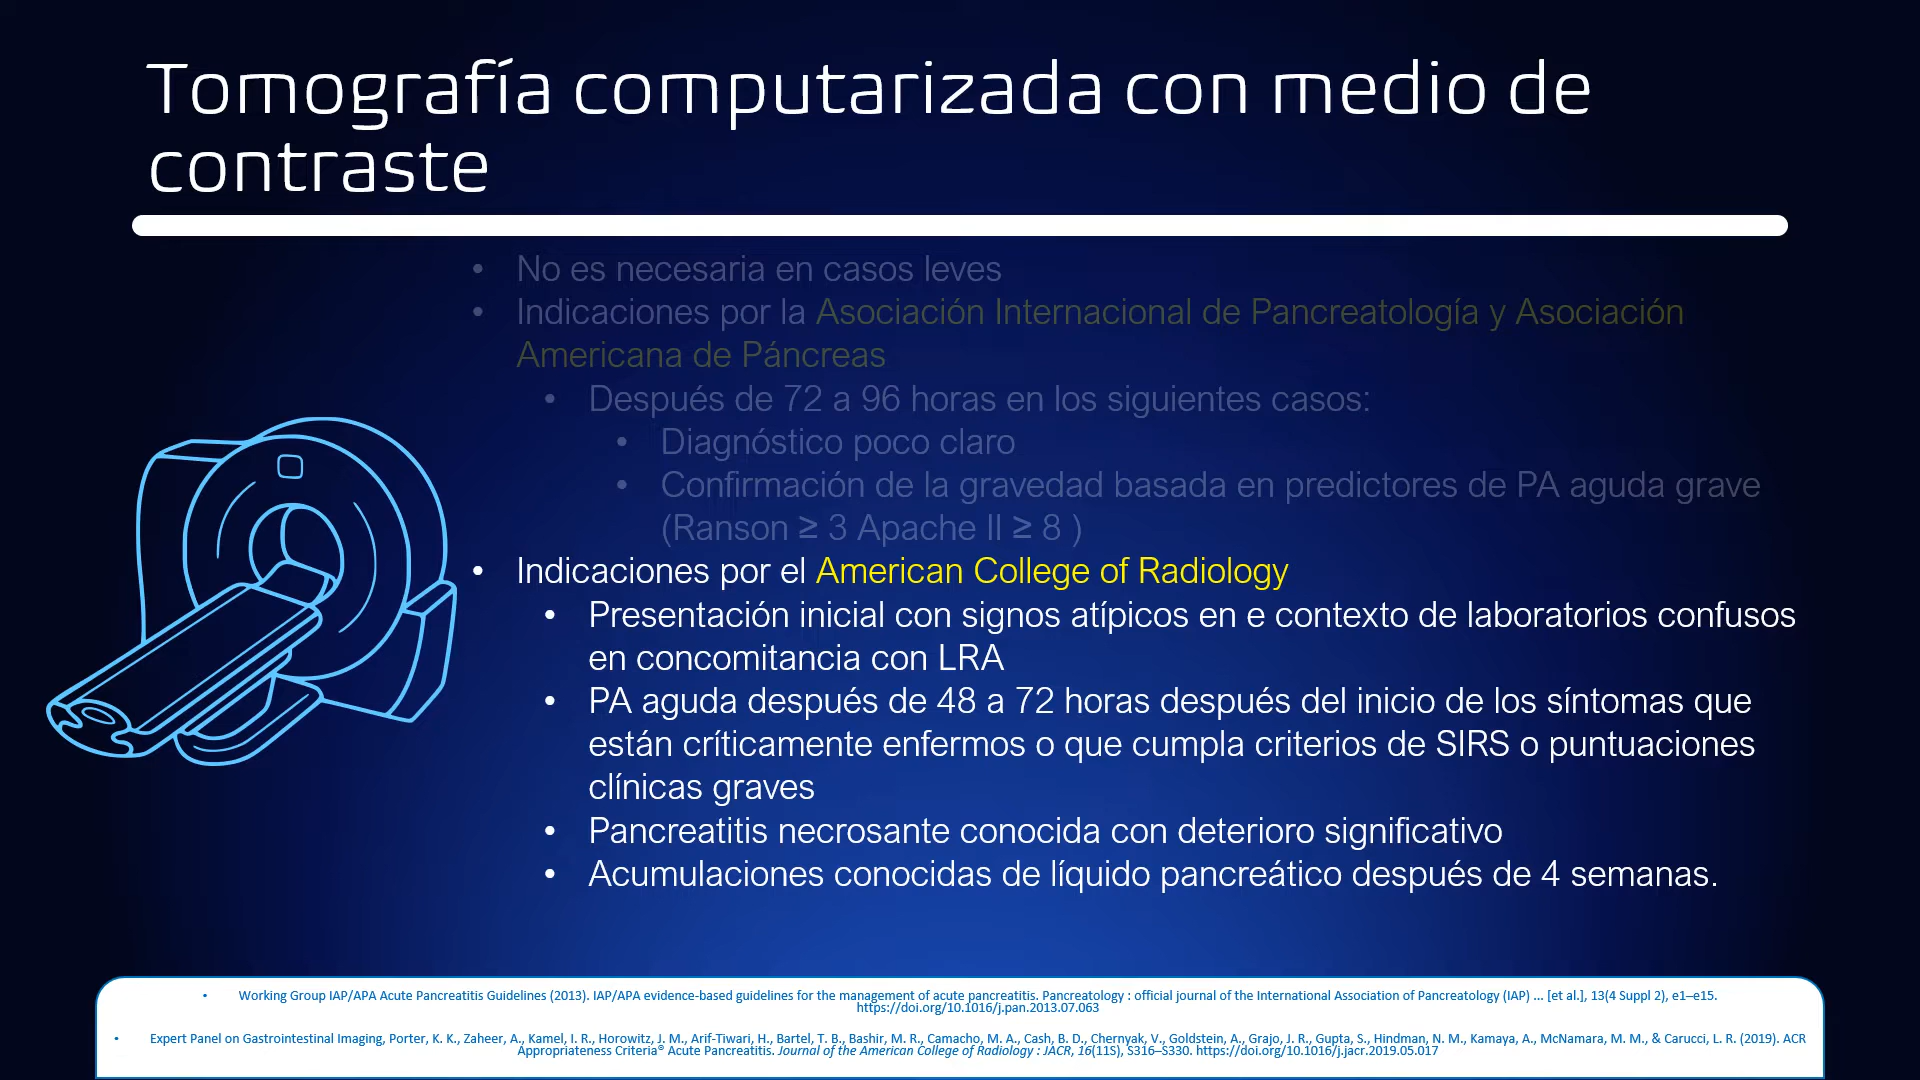 Tomografía computarizada con medio de
contraste
• No es necesaria en casos leves
• Indicaciones por la Asociación Internacional de Pancreatología y Asociación
Americana de Páncreas
• Después de 72 a 96 horas en los siguientes casos:
• Diagnóstico poco claro
• Confirmación de la gravedad basada en predictores de PA aguda grave
(Ranson ≥ 3 Apache II ≥ 8 )
• Indicaciones por el American College of Radiology
• Presentación inicial con signos atípicos en e contexto de laboratorios confusos
en concomitancia con LRA
• PA aguda después de 48 a 72 horas después del inicio de los síntomas que
están críticamente enfermos o que cumpla criterios de SIRS o puntuaciones
clínicas graves
• Pancreatitis necrosante conocida con deterioro significativo
• Acumulaciones conocidas de líquido pancreático después de 4 semanas.
• Working Group IAP/APA Acute Pancreatitis Guidelines (2013). IAP/APA evidence-based guidelines for the management of acute pancreatitis. Pancreatology : official journal of the International Association of Pancreatology (IAP) ... [et al.], 13(4 Suppl 2), e1–e15.
https://doi.org/10.1016/j.pan.2013.07.063
• Expert Panel on Gastrointestinal Imaging, Porter, K. K., Zaheer, A., Kamel, I. R., Horowitz, J. M., Arif-Tiwari, H., Bartel, T. B., Bashir, M. R., Camacho, M. A., Cash, B. D., Chernyak, V., Goldstein, A., Grajo, J. R., Gupta, S., Hindman, N. M., Kamaya, A., McNamara, M. M., & Carucci, L. R. (2019). ACR
Appropriateness Criteria® Acute Pancreatitis. Journal of the American College of Radiology : JACR, 16(11S), S316–S330. https://doi.org/10.1016/j.jacr.2019.05.017